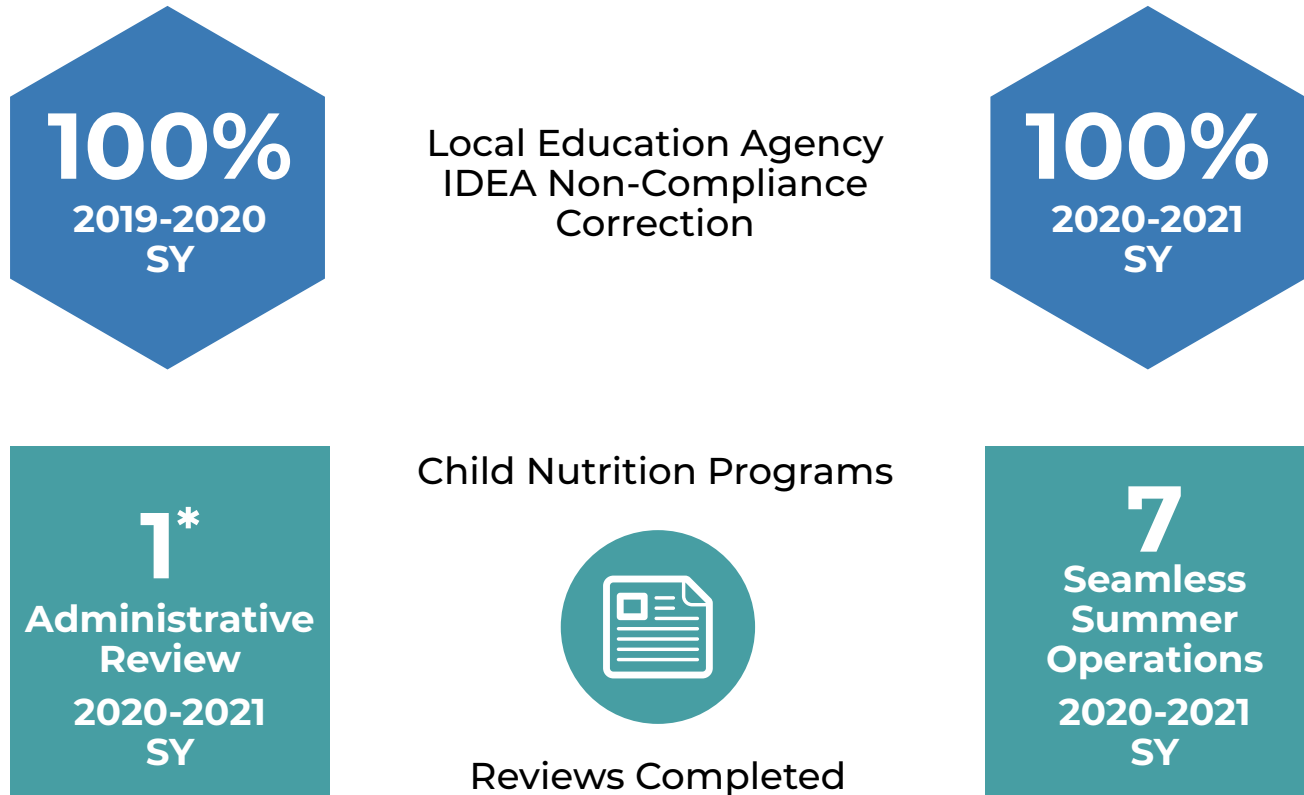 100%
2019-2020
SY
Local Education Agency
IDEA Non-Compliance
Correction
100%
2020-2021
SY
1*
Administrative
Review
2020-2021
SY
Child Nutrition Programs
Reviews Completed
7
Seamless
Summer
Operations
2020-2021
SY